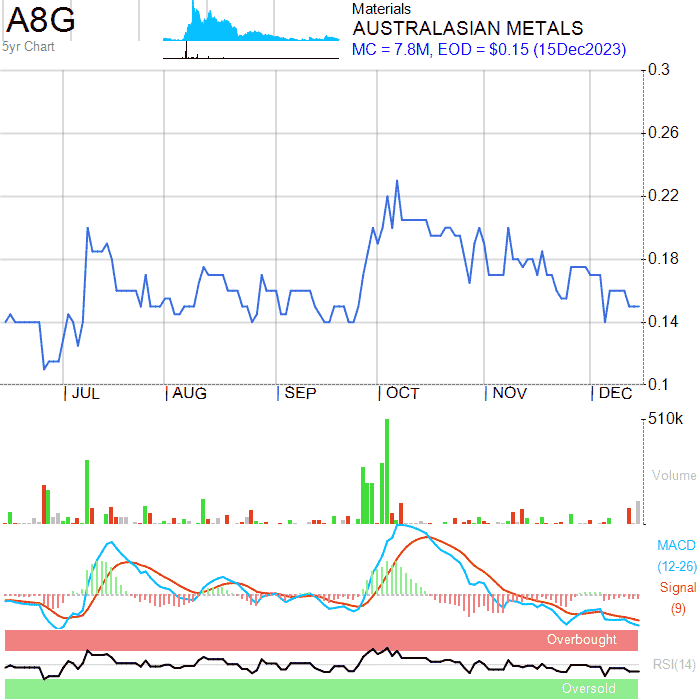 A8G
5yr Chart
Materials
AUSTRALASIAN METALS
MC = 7.8M, EOD = $0.15 (15Dec2023)
0.3
0.26
0.22
0.18
0.14
0.1
JUL AUG SEP OCT NOV DEC
510k
Volume
MACD
(12-26)
Signal
(9)
Overbought
RSI(14)
Oversold